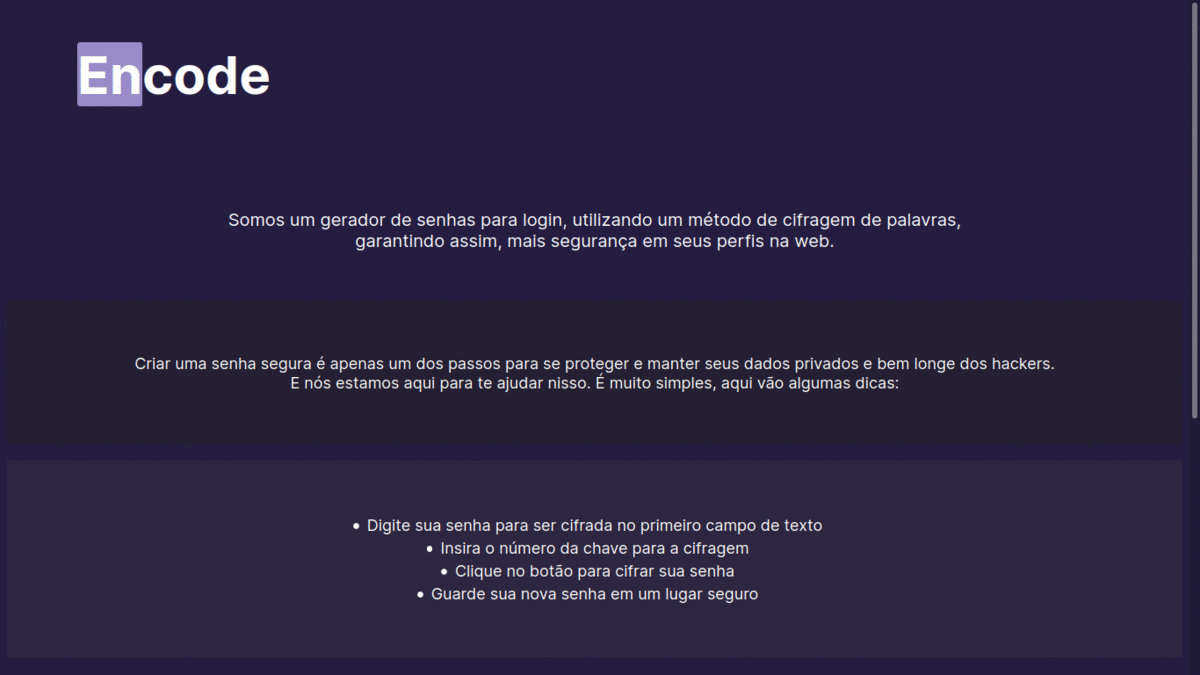 Encode
Somos um gerador de senhas para login, utilizando um método de cifragem de palavras,
garantindo assim, mais segurança em seus perfis na web.
Criar uma senha segura é apenas um dos passos para se proteger e manter seus dados privados e bem longe dos hackers.
E nós estamos aqui para te ajudar nisso. É muito simples, aqui vão algumas dicas:
• Digite sua senha para ser cifrada no primeiro campo de texto
• Insira o número da chave para a cifragem
• Clique no botão para cifrar sua senha
• Guarde sua nova senha em um lugar seguro